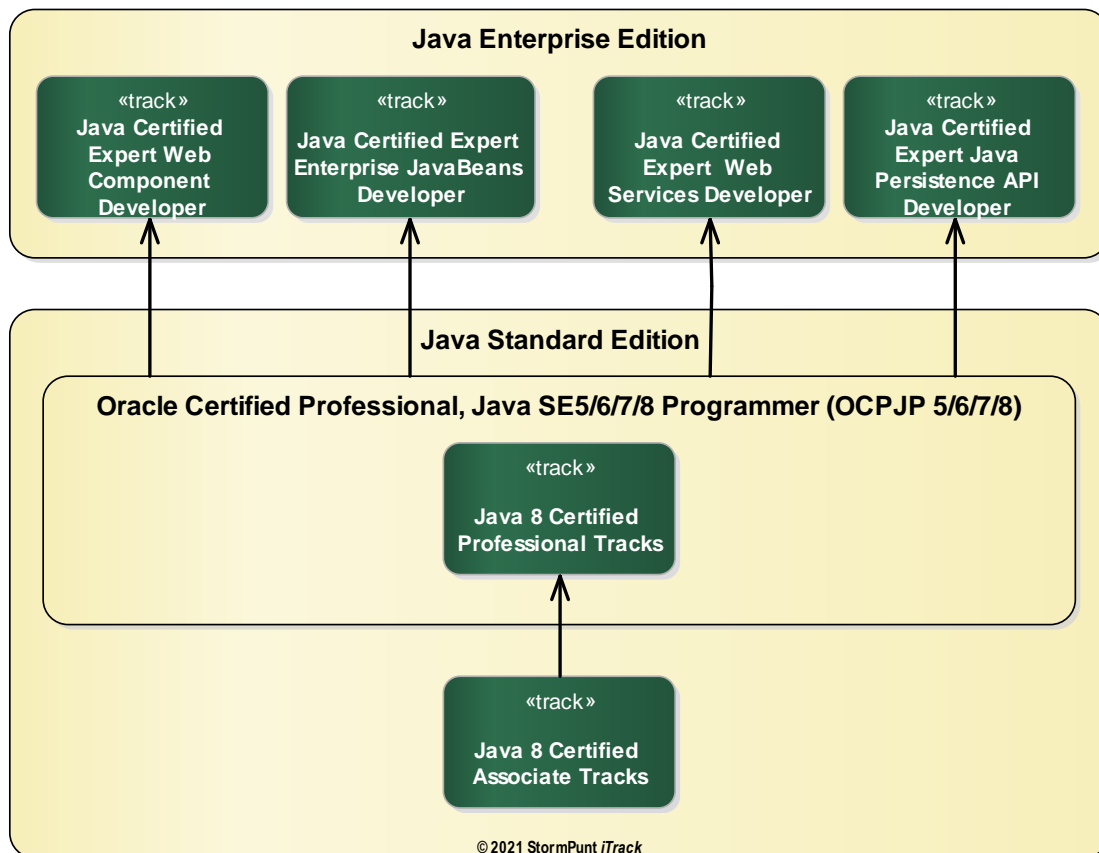 Java Enterprise Edition
«track»
Java Certified
Expert Web
Component
Developer
«track»
Java Certified Expert
Enterprise JavaBeans
Developer
«track»
Java Certified
Expert Web
Services Developer
«track»
Java Certified
Expert Java
Persistence API
Developer
Java Standard Edition
Oracle Certified Professional, Java SE5/6/7/8 Programmer (OCPJP 5/6/7/8)
«track»
Java 8 Certified
Professional Tracks
«track»
Java 8 Certified
Associate Tracks
© 2021 StormPunt iTrack